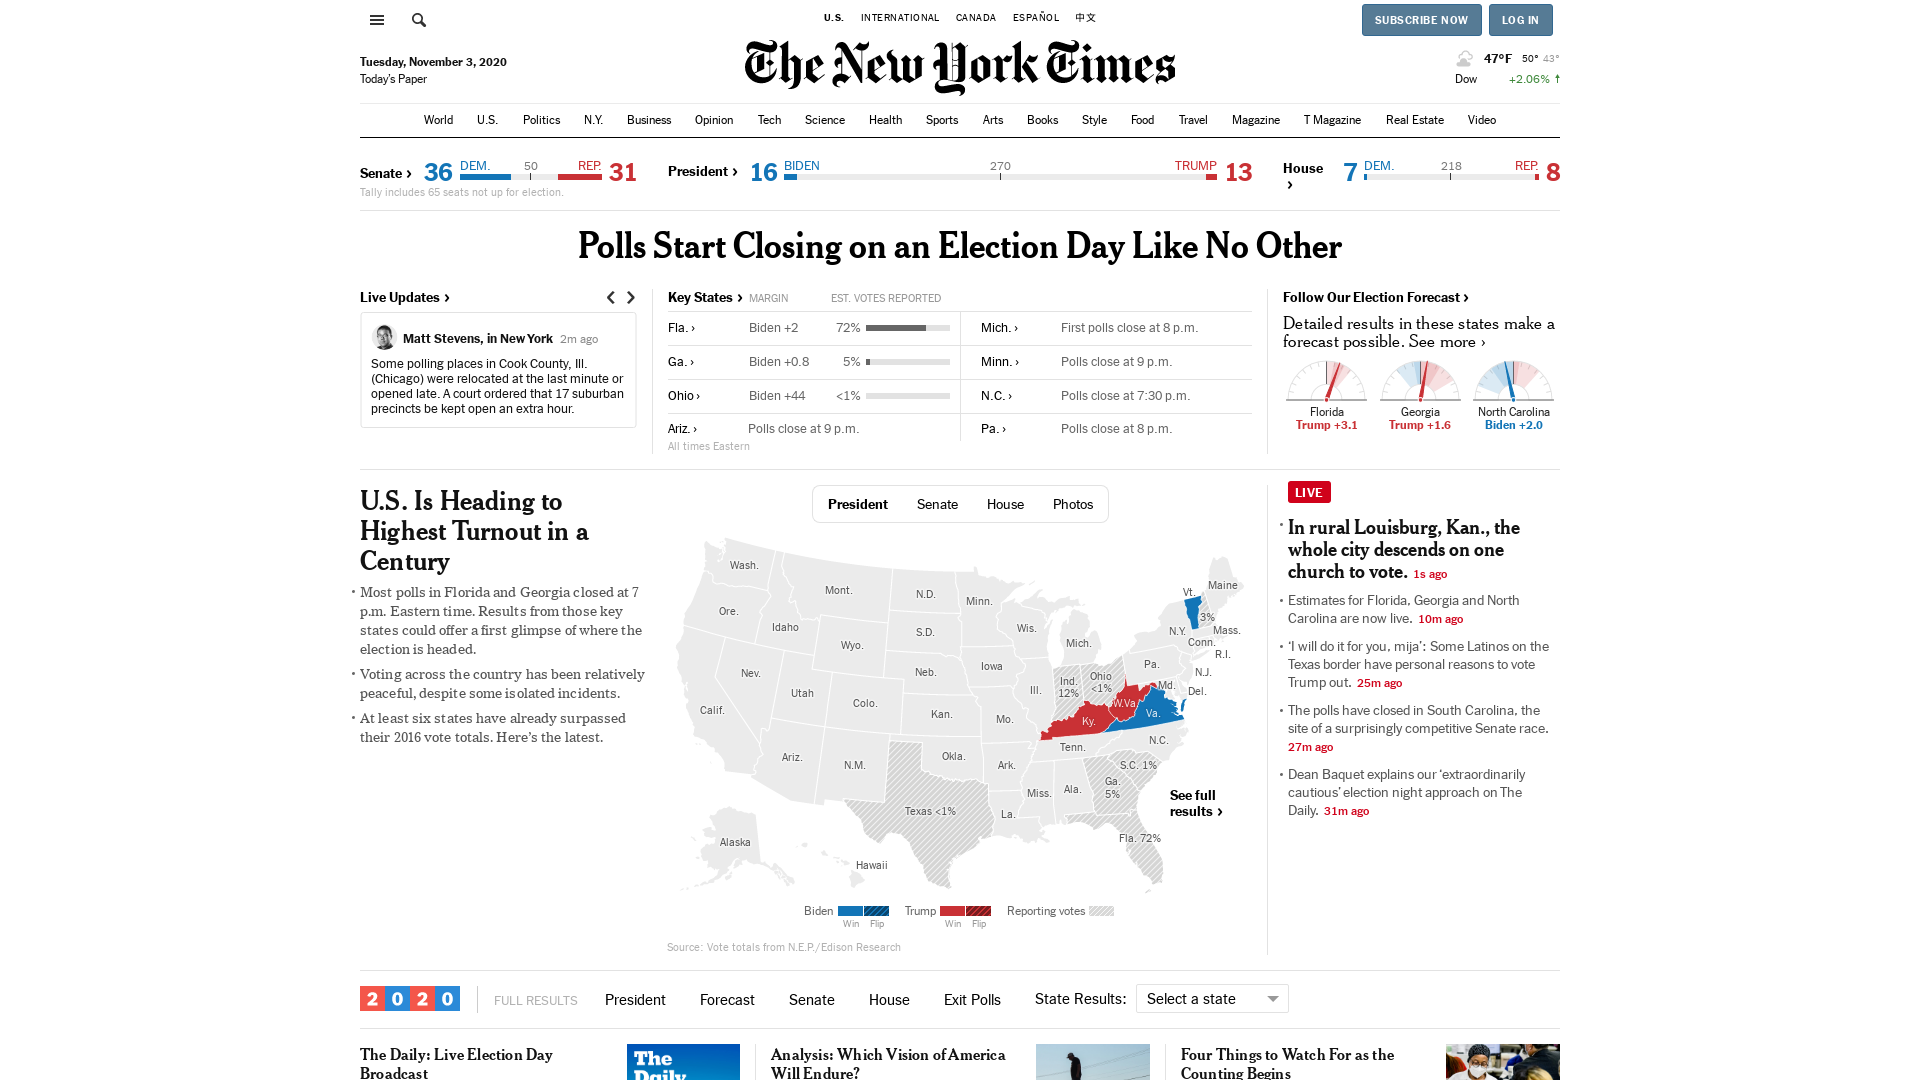 U.S. INTERNATIONAL CANADA ESPAÑOL 中文
SUBSCRIBE NOW LOG IN
Tuesday, November 3, 2020
Today's Paper
The New York Times
47°F 50° 43°
Dow +2.06% ↑
World U.S. Politics N.Y. Business Opinion Tech Science Health Sports Arts Books Style Food Travel Magazine T Magazine Real Estate Video
Senate › 36 DEM. 50 REP. 31
Tally includes 65 seats not up for election.
President › 16 BIDEN 270 TRUMP 13
House › 7 DEM. 218 REP. 8
Polls Start Closing on an Election Day Like No Other
Live Updates ›
Matt Stevens, in New York 2m ago
Some polling places in Cook County, Ill.
(Chicago) were relocated at the last minute or
opened late. A court ordered that 17 suburban
precincts be kept open an extra hour.
Key States › MARGIN EST. VOTES REPORTED
Fla. › Biden +2 72%
Ga. › Biden +0.8 5%
Ohio › Biden +44 <1%
Ariz. › Polls close at 9 p.m.
Mich. › First polls close at 8 p.m.
Minn. › Polls close at 9 p.m.
N.C. › Polls close at 7:30 p.m.
Pa. › Polls close at 8 p.m.
All times Eastern
Follow Our Election Forecast ›
Detailed results in these states make a
forecast possible. See more ›
Florida
Trump +3.1
Georgia
Trump +1.6
North Carolina
Biden +2.0
U.S. Is Heading to
Highest Turnout in a
Century
• Most polls in Florida and Georgia closed at 7
p.m. Eastern time. Results from those key
states could offer a first glimpse of where the
election is headed.
• Voting across the country has been relatively
peaceful, despite some isolated incidents.
• At least six states have already surpassed
their 2016 vote totals. Here's the latest.
President Senate House Photos
Wash.
Mont.
N.D.
Minn.
Vt.
Maine
Ore.
Idaho
S.D.
Wis.
3%
N.Y.
Mass.
Wyo.
Mich.
Conn.
R.I.
Nev.
Neb.
Iowa
Pa.
N.J.
Utah
Colo.
Ill.
Ind.
12%
Ohio
<1%
Md.
Del.
Calif.
Kan.
Mo.
Ky.
W.Va.
Va.
Ariz.
N.M.
Okla.
Ark.
Tenn.
N.C.
S.C. 1%
Texas <1%
La.
Miss.
Ala.
Ga.
5%
Fla. 72%
Alaska
Hawaii
See full
results ›
Biden Win Flip
Trump Win Flip
Reporting votes
Source: Vote totals from N.E.P./Edison Research
LIVE
• In rural Louisburg, Kan., the
whole city descends on one
church to vote. 1s ago
• Estimates for Florida, Georgia and North
Carolina are now live. 10m ago
• ‘I will do it for you, mija’: Some Latinos on the
Texas border have personal reasons to vote
Trump out. 25m ago
• The polls have closed in South Carolina, the
site of a surprisingly competitive Senate race.
27m ago
• Dean Baquet explains our ‘extraordinarily
cautious’ election night approach on The
Daily. 31m ago
2020 FULL RESULTS President Forecast Senate House Exit Polls State Results: Select a state
The Daily: Live Election Day
Broadcast
The
Daily
Analysis: Which Vision of America
Will Endure?
Four Things to Watch For as the
Counting Begins